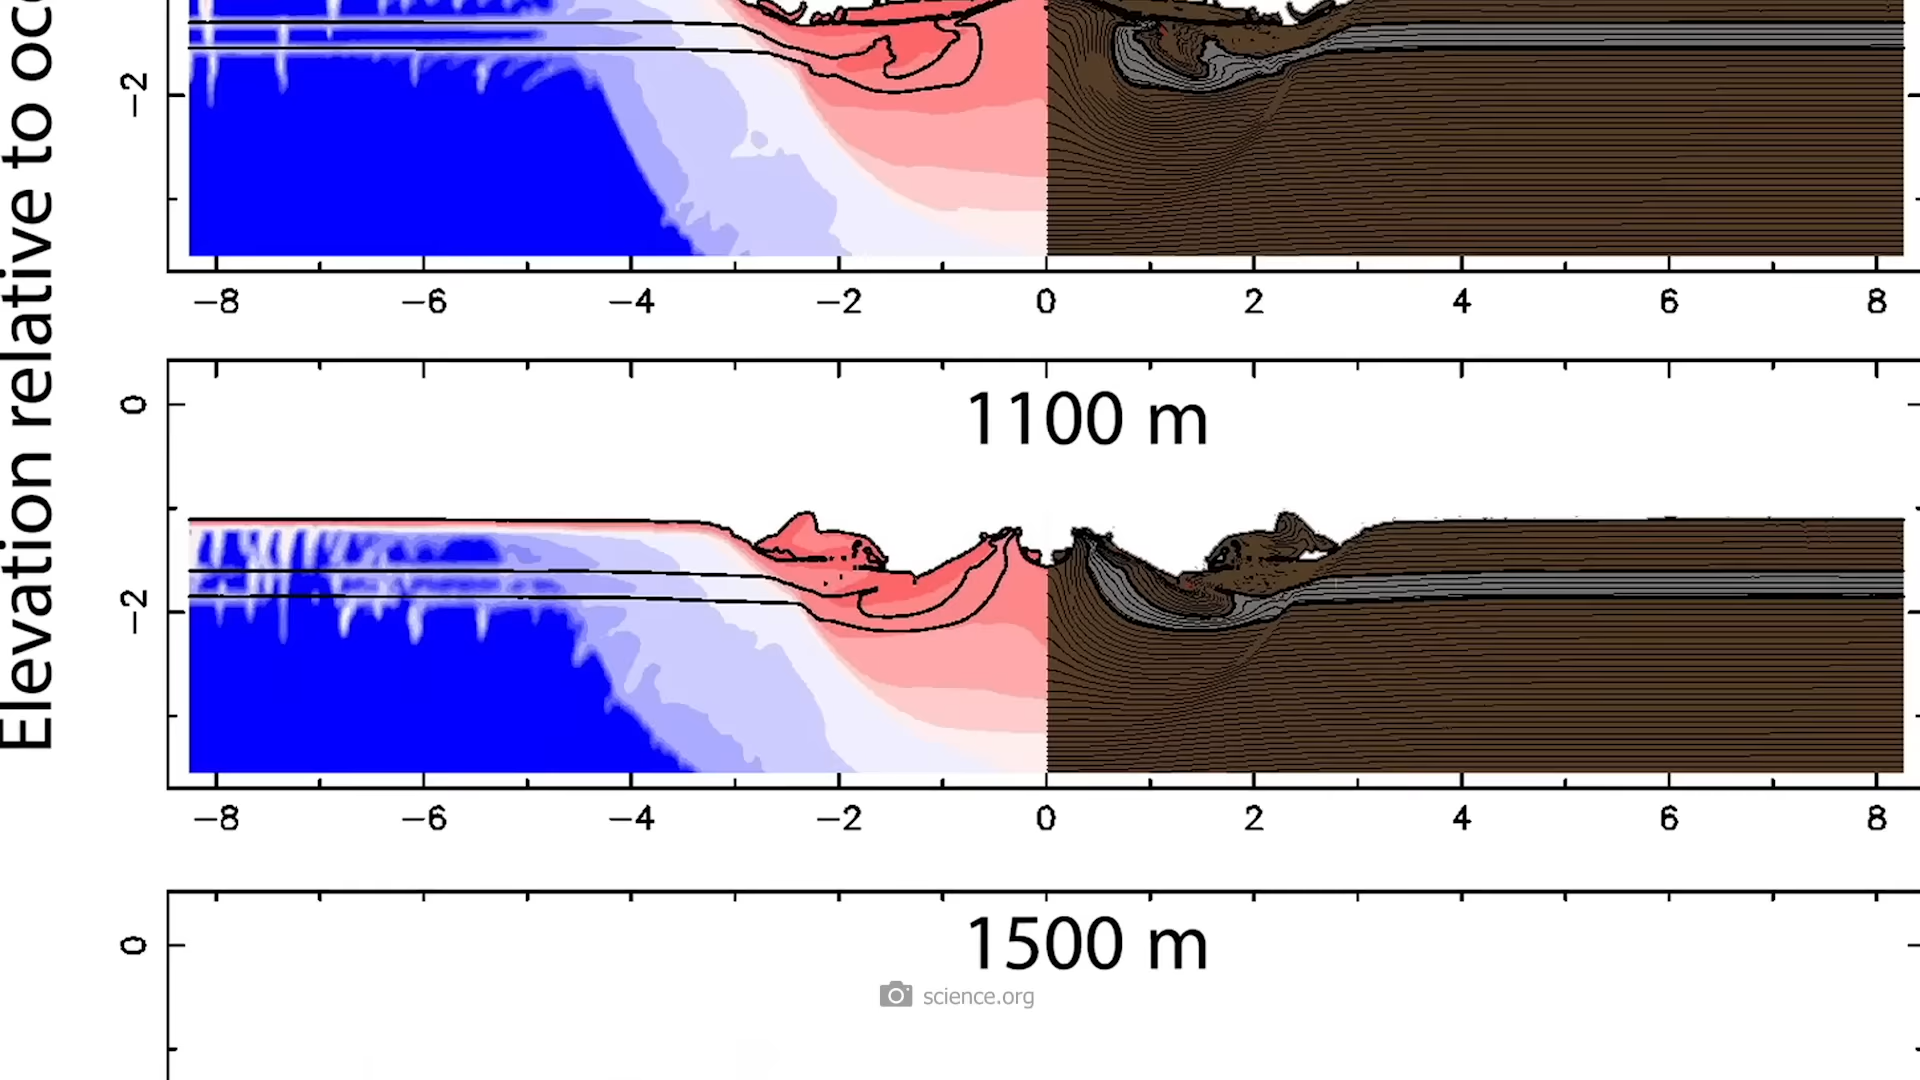 Elevation relative to
−2
−8 −6 −4 −2 0 2 4 6 8
0
1100 m
−2
−8 −6 −4 −2 0 2 4 6 8
0
1500 m
science.org